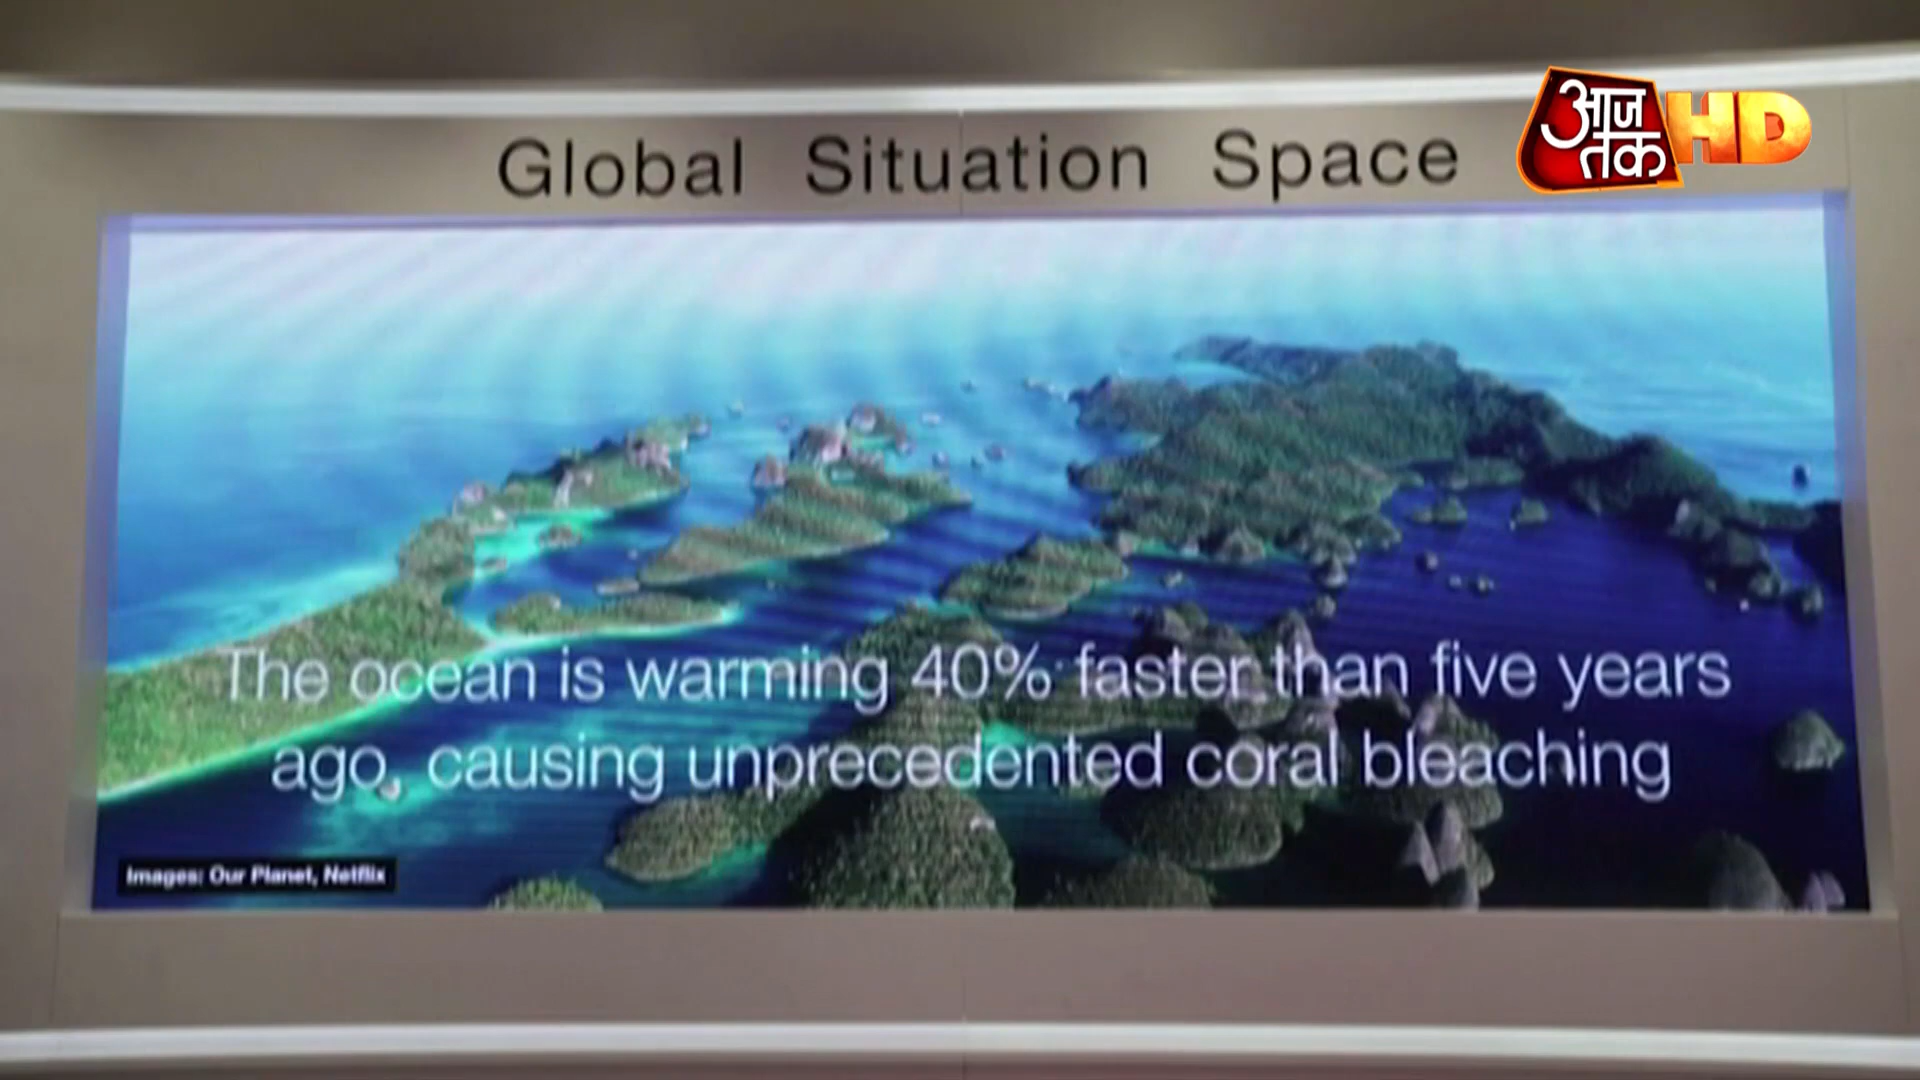 आज
तक HD
Global Situation Space
The ocean is warming 40% faster than five years
ago, causing unprecedented coral bleaching
Images: Our Planet, Netflix